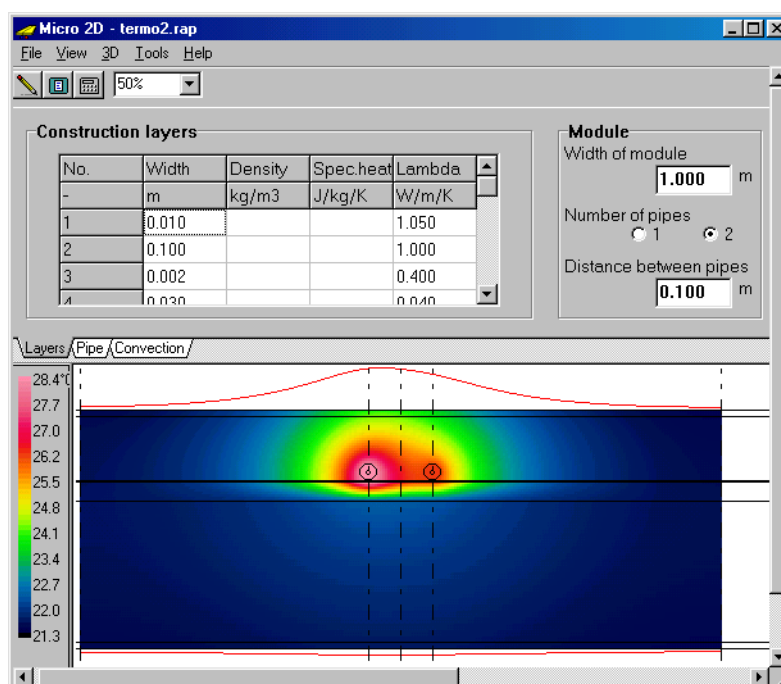 Micro 2D - termo2.rap
File View 3D Tools Help
50%
Construction layers
No. Width Density Spec.heat Lambda
- m kg/m3 J/kg/K W/m/K
1 0.010 1.050
2 0.100 1.000
3 0.002 0.400
4 0.030 0.040
Module
Width of module
1.000 m
Number of pipes
1 2
Distance between pipes
0.100 m
Layers Pipe Convection
28.4°C
27.7
27.0
26.2
25.5
24.8
24.1
23.4
22.7
22.0
21.3